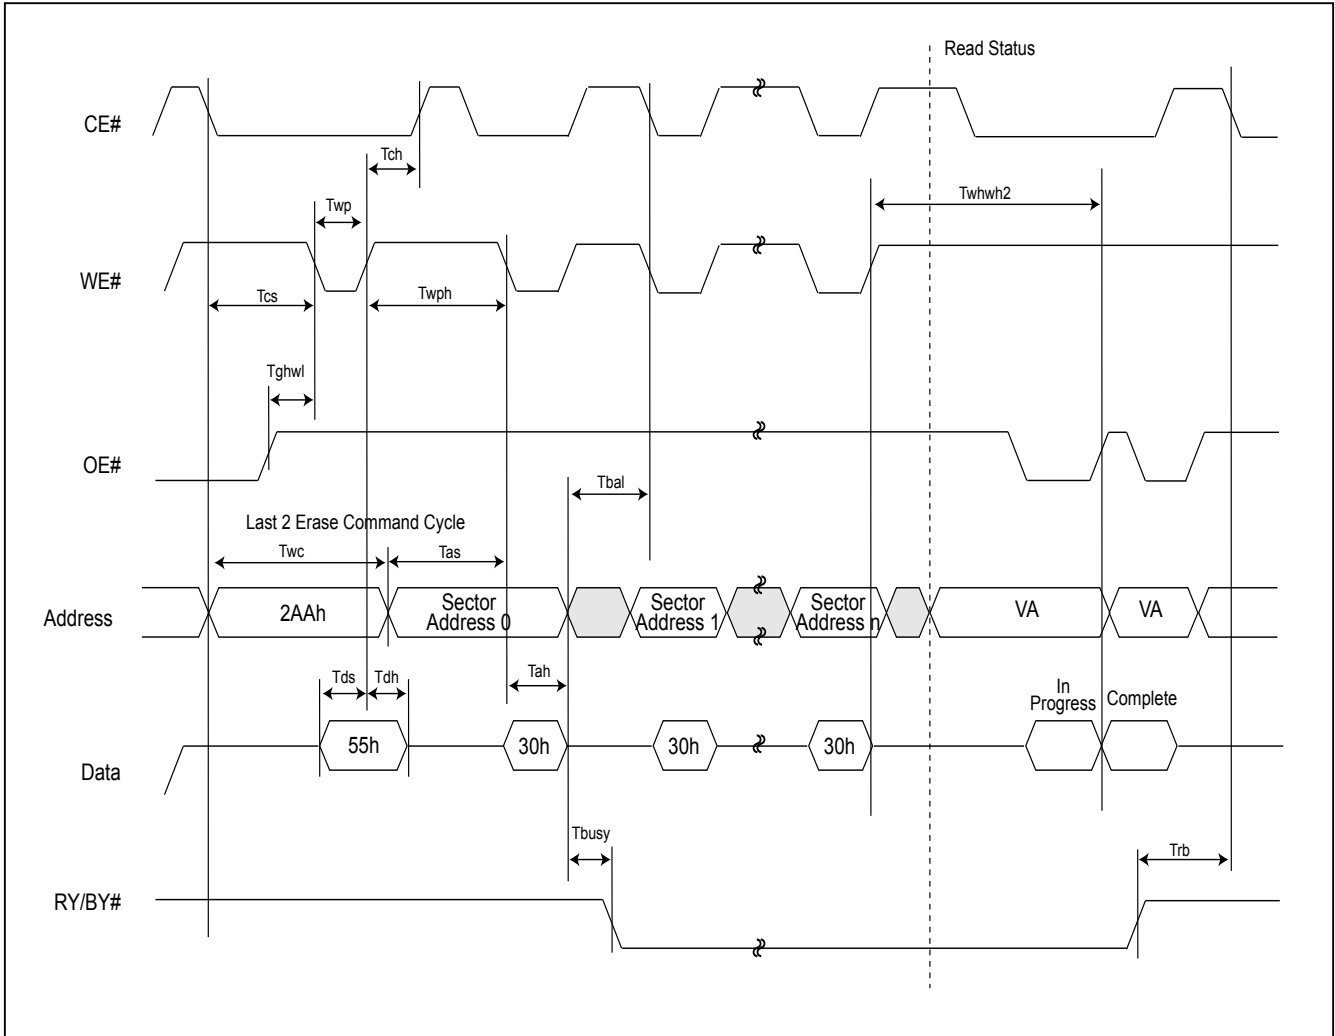 Read Status
CE#
Tch
Twhwh2
Twp
WE#
Tcs
Twph
Tghwl
OE#
Tbal
Last 2 Erase Command Cycle
Twc
Tas
Address
2AAh
Sector
Address 0
Sector
Address 1
Sector
Address n
VA
VA
Tds
Tdh
Tah
In
Progress
Complete
Data
55h
30h
30h
30h
Tbusy
Trb
RY/BY#